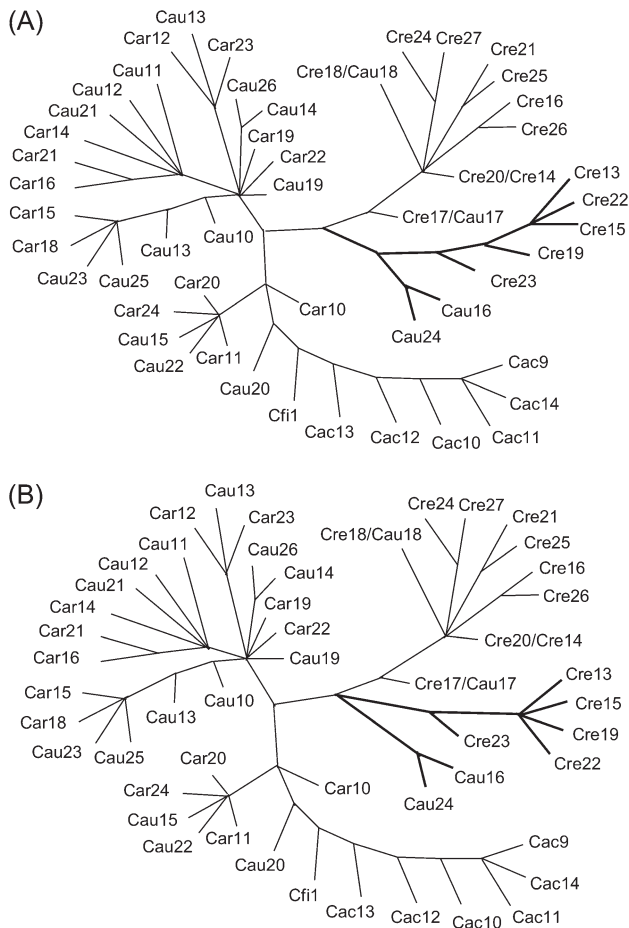 (A)
Cau13
Car12
Car23
Cre24
Cre27
Cre21
Cau11
Cre18/Cau18
Cau26
Cre25
Cau12
Cau14
Cre16
Cau21
Car14
Car19
Cre26
Car21
Car22
Cre13
Car16
Cau19
Cre20/Cre14
Cre22
Car15
Cau10
Cre17/Cau17
Cre15
Car18
Cau13
Cre19
Cau23
Cau25
Cre23
Car20
Car10
Cau16
Car24
Cau15
Cau24
Cau22
Car11
Cau20
Cac9
Cfi1
Cac14
Cac13
Cac12
Cac10
Cac11
(B)
Cau13
Car12
Car23
Cre24
Cre27
Cre21
Cau11
Cre18/Cau18
Cau26
Cre25
Cau12
Cau14
Cre16
Cau21
Car14
Car19
Cre26
Car21
Car22
Cre20/Cre14
Car16
Cau19
Cre13
Car15
Cau10
Cre17/Cau17
Cre15
Car18
Cau13
Cre19
Cau23
Cau25
Cre23
Cre22
Car20
Car10
Cau16
Car24
Cau24
Cau15
Cau22
Car11
Cau20
Cac9
Cfi1
Cac14
Cac13
Cac12
Cac10
Cac11